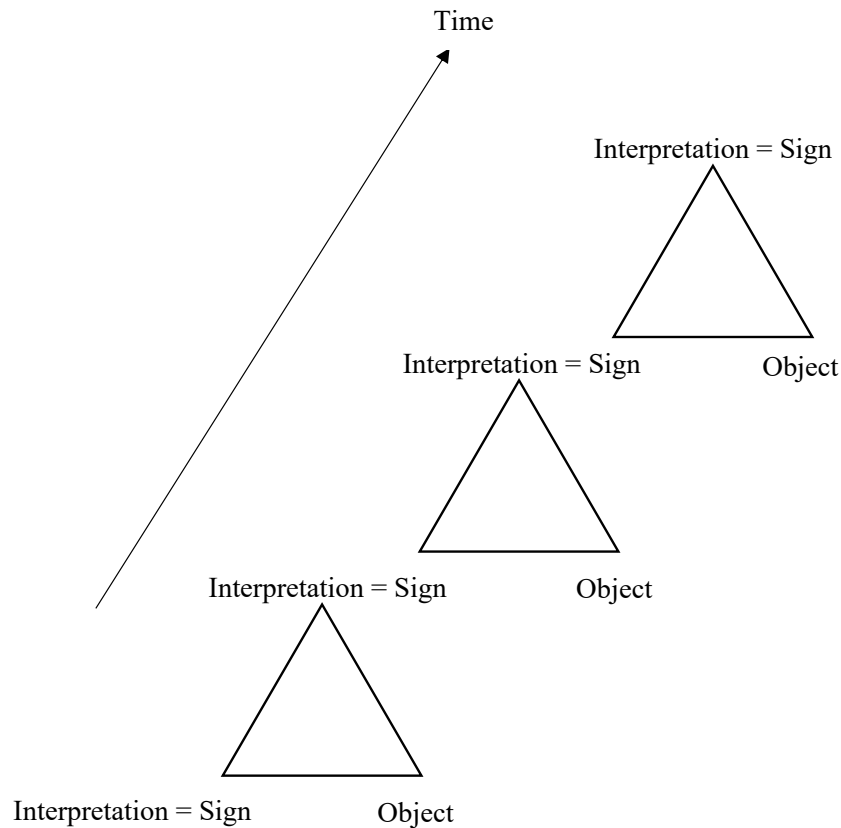 Time
Interpretation = Sign
Interpretation = Sign
Object
Interpretation = Sign
Object
Interpretation = Sign
Object